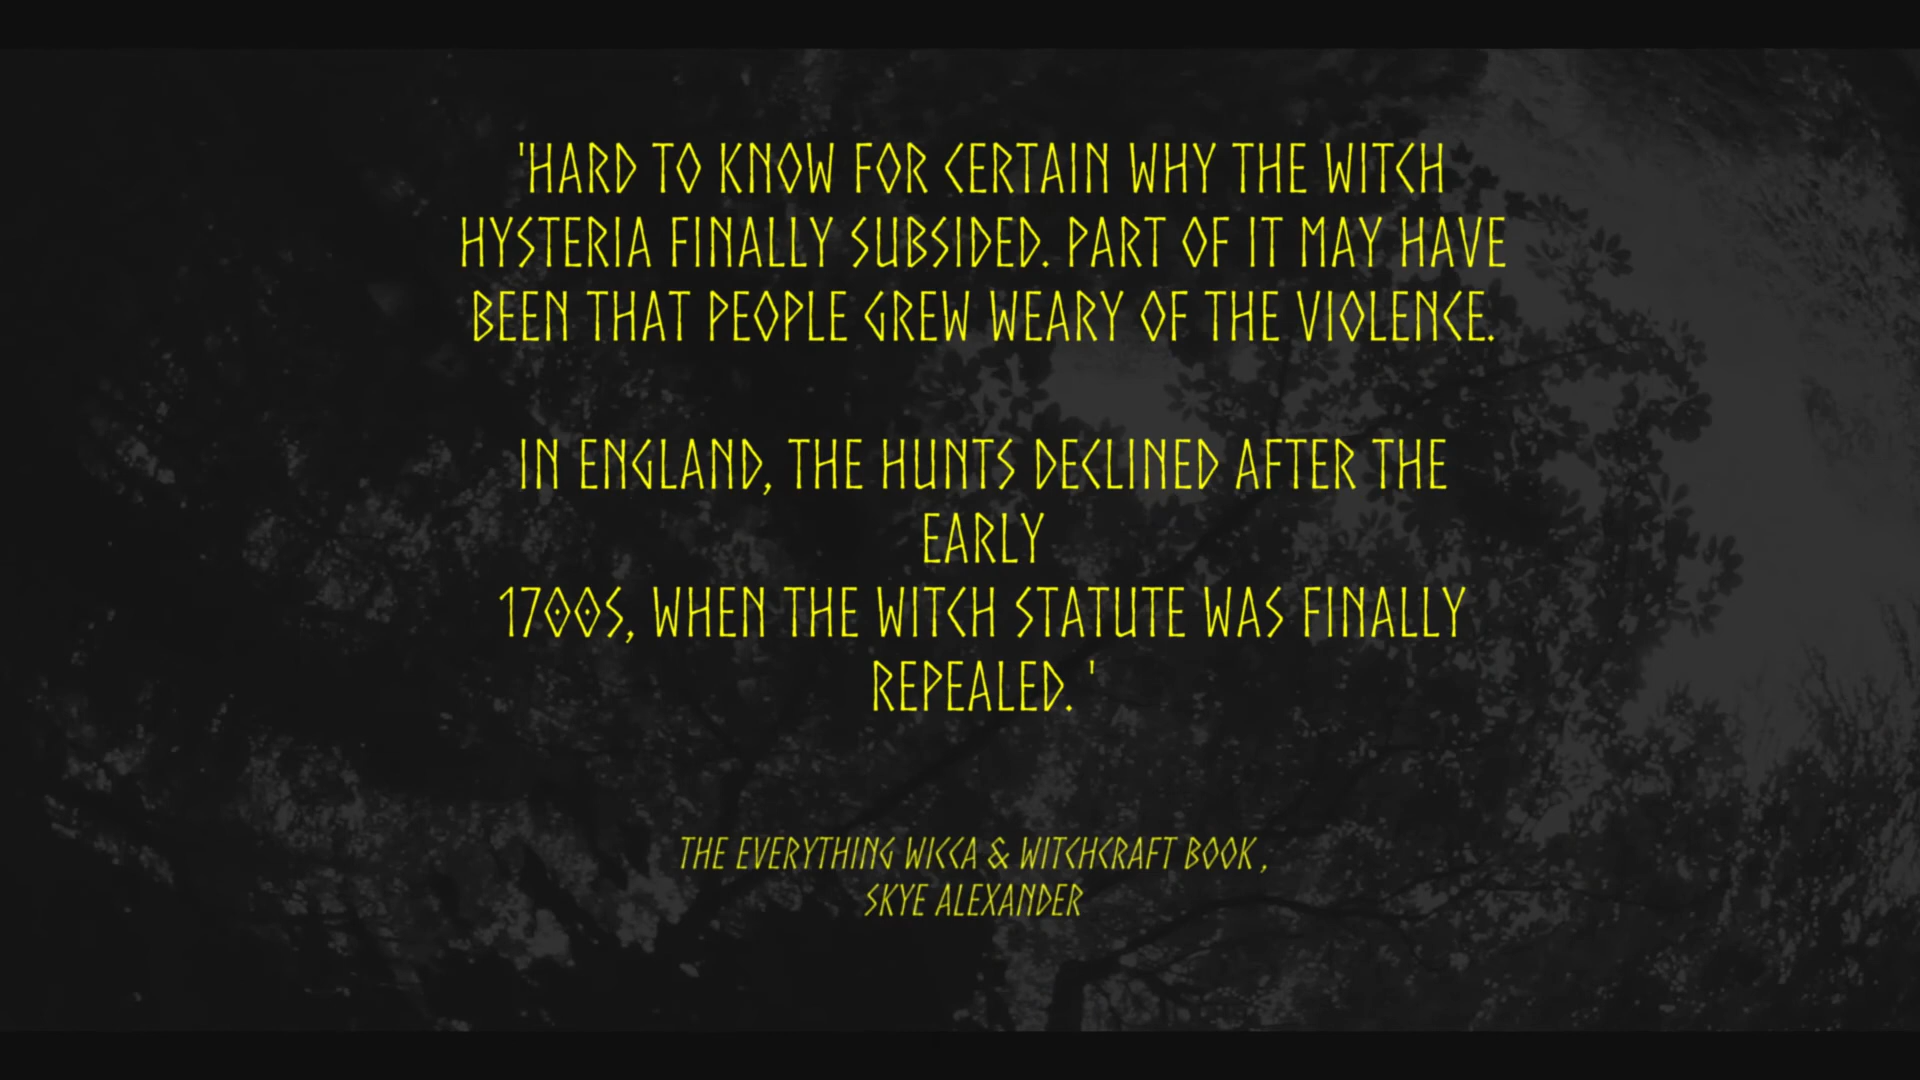 'HARD TO KNOW FOR CERTAIN WHY THE WITCH
HYSTERIA FINALLY SUBSIDED. PART OF IT MAY HAVE
BEEN THAT PEOPLE GREW WEARY OF THE VIOLENCE.
IN ENGLAND, THE HUNTS DECLINED AFTER THE
EARLY
1700S, WHEN THE WITCH STATUTE WAS FINALLY
REPEALED. '
THE EVERYTHING WICCA & WITCHCRAFT BOOK ,
SKYE ALEXANDER